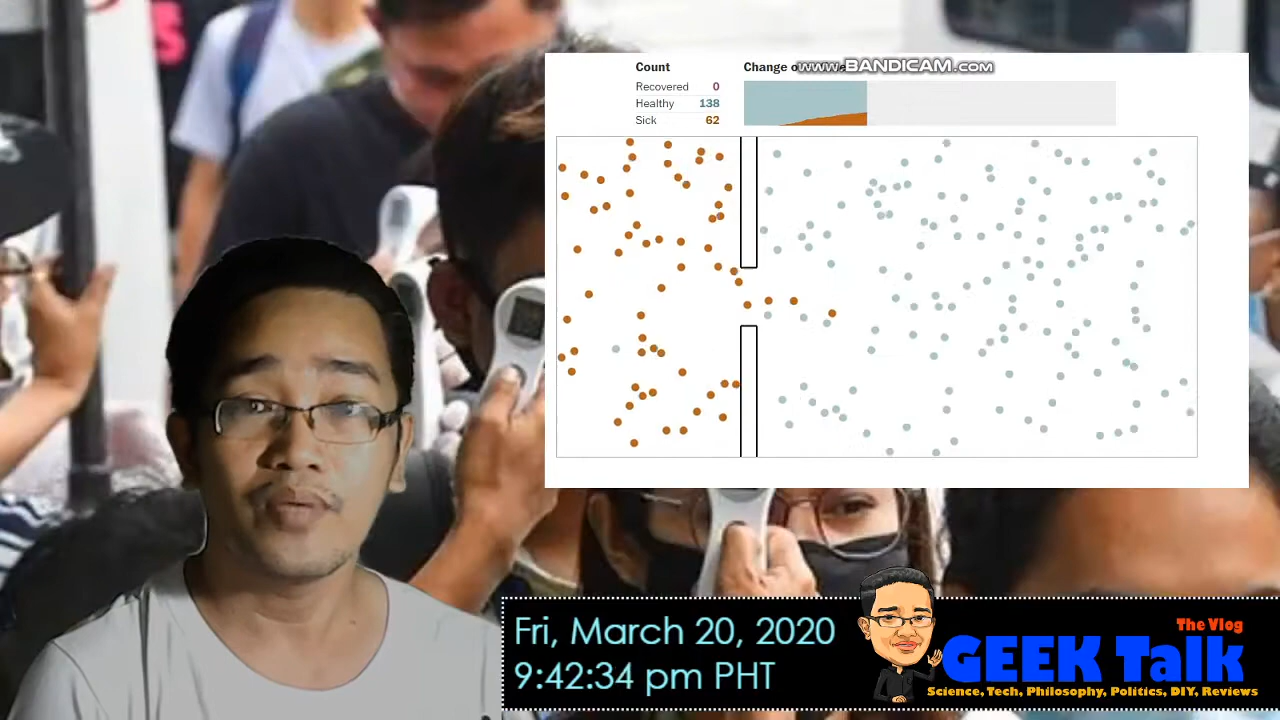 S
www.BANDICAM.com
Count
Change o
Recovered 0
Healthy 138
Sick 62
Fri, March 20, 2020
9:42:34 pm PHT
The Vlog
GEEK Talk
Science, Tech, Philosophy, Politics, DIY, Reviews